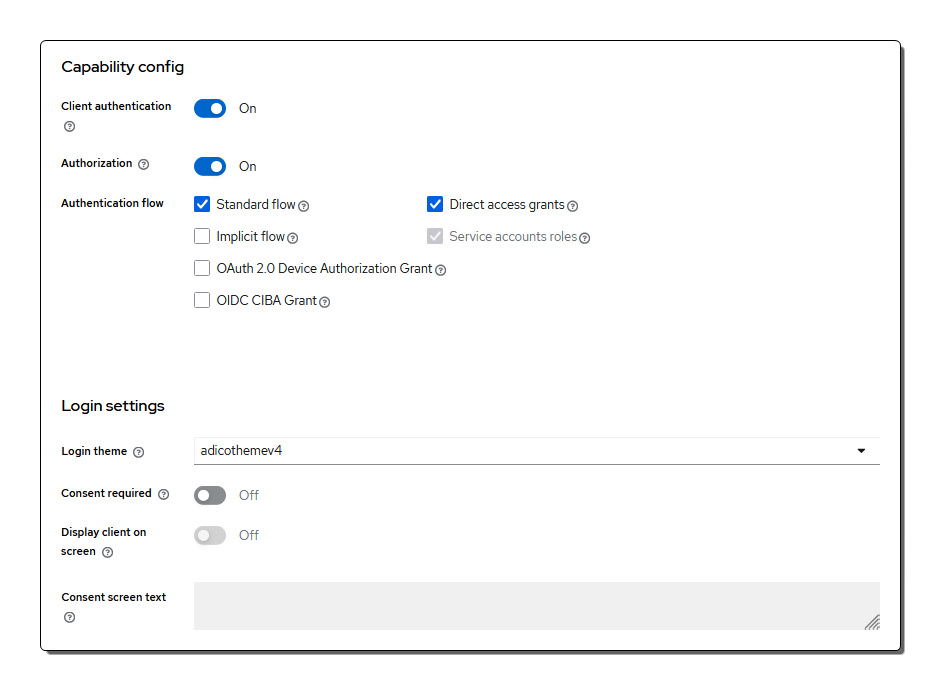 Capability config
Client authentication
On
Authorization
On
Authentication flow
Standard flow
Direct access grants
Implicit flow
Service accounts roles
OAuth 2.0 Device Authorization Grant
OIDC CIBA Grant
Login settings
Login theme
adicothemev4
Consent required
Off
Display client on
screen
Off
Consent screen text